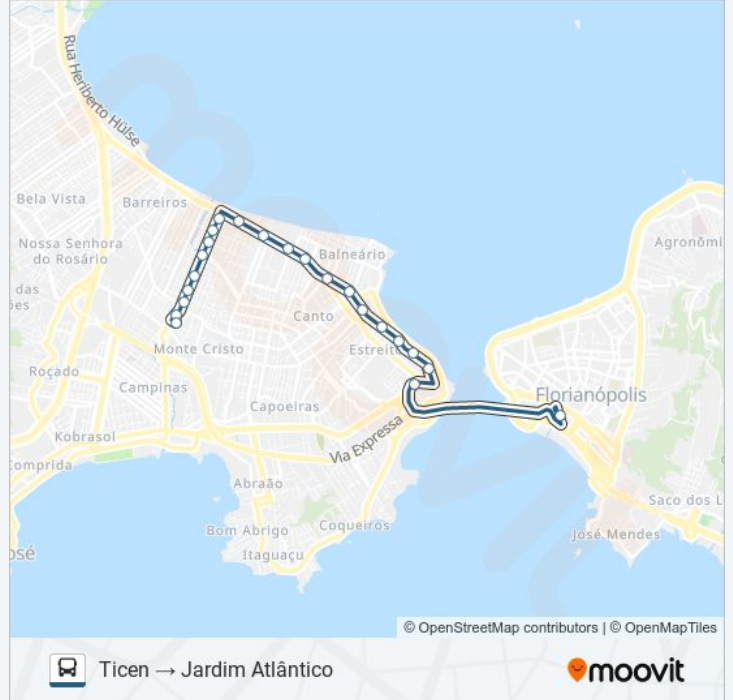 Rua Heriberto Hülse
Bela Vista
Barreiros
Nossa Senhora
do Rosário
Balneário
Agronômi
das
ões
Canto
Monte Cristo
Estreito
Roçado
Campinas
Florianópolis
Capoeiras
Kobrasol
Via Expressa
Comprida
Abraão
Saco dos L
Bom Abrigo
Coqueiros
José Mendes
osé
Itaguaçu
© OpenStreetMap contributors | © OpenMapTiles
Ticen → Jardim Atlântico
moovit